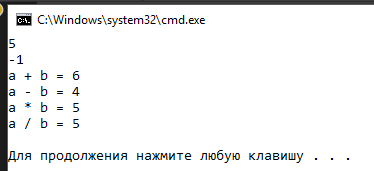 C:\Windows\system32\cmd.exe
5
-1
a + b = 6
a - b = 4
a * b = 5
a / b = 5
Для продолжения нажмите любую клавишу . . .